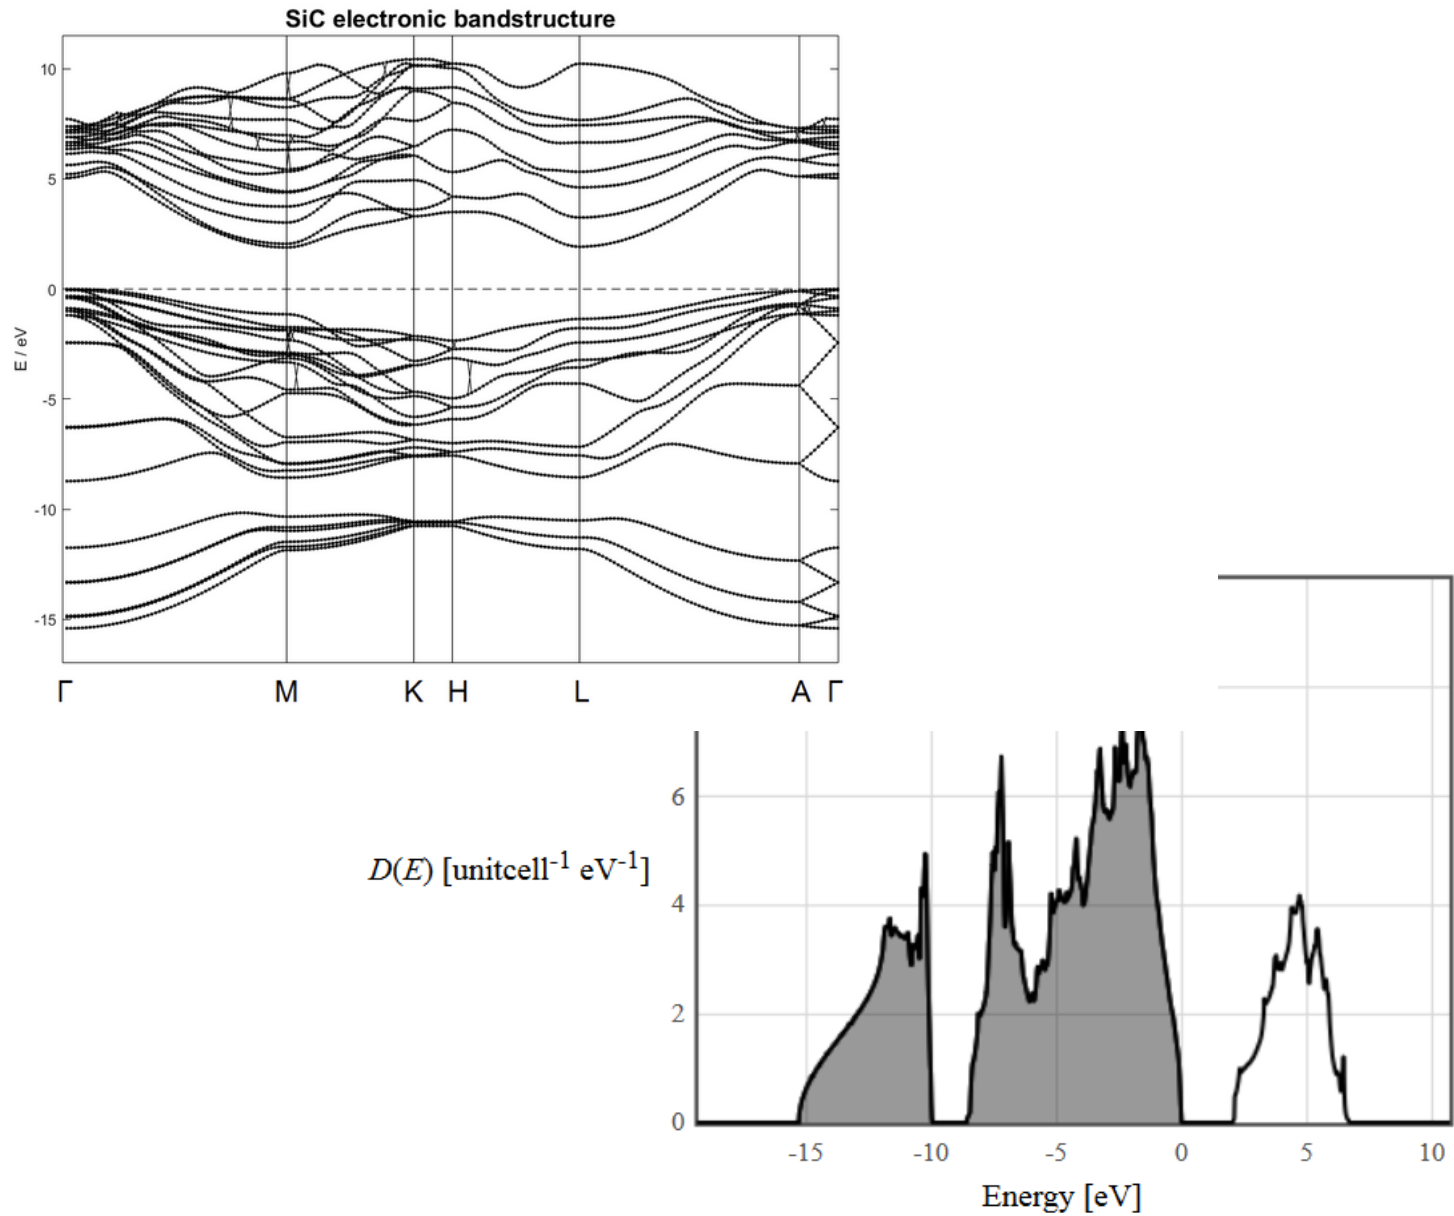 SiC electronic bandstructure
10
5
0
-5
-10
-15
E / eV
Γ M K H L A Γ
6
4
2
0
D(E) [unitcell-1 eV-1]
-15 -10 -5 0 5 10
Energy [eV]